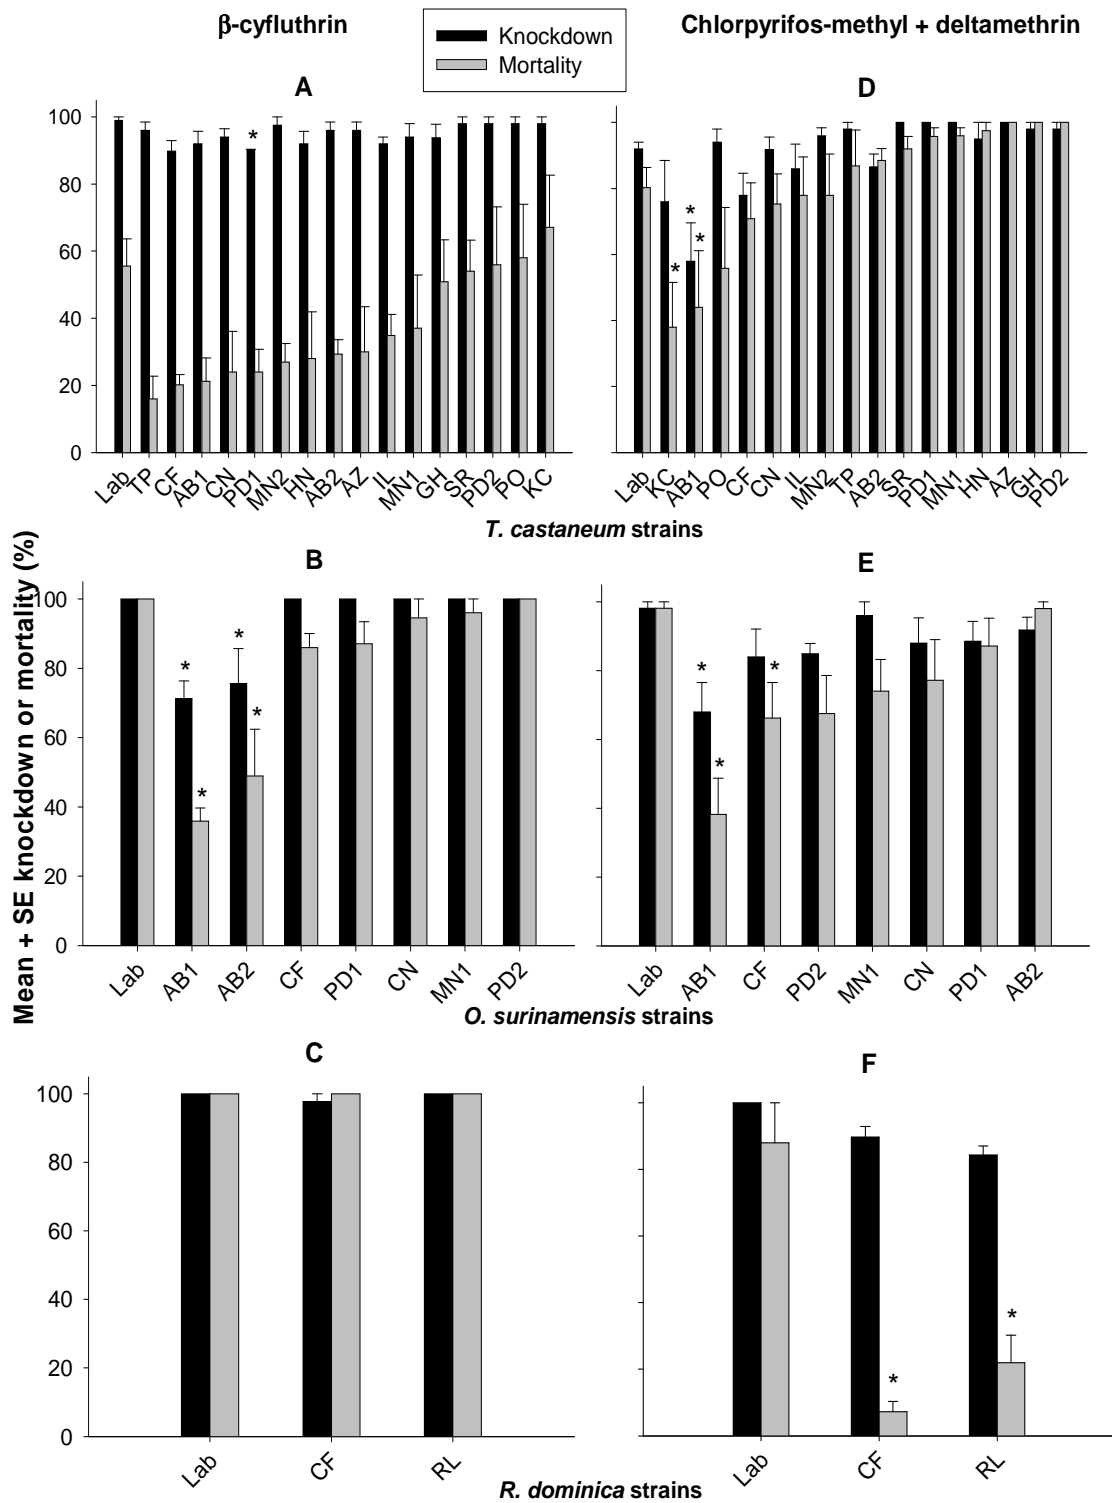 β-cyfluthrin
Chlorpyrifos-methyl + deltamethrin
Knockdown
Mortality
Mean + SE knockdown or mortality (%)
A
100
80
60
40
20
0
*
Lab TP CF AB1 CN PD1 MN2 HN AB2 AZ IL MN1 GH SR PD2 PO KC
D
* * *
Lab KC AB1 PO CF CN IL MN2 TP AB2 SR PD1 MN1 HN AZ GH PD2
T. castaneum strains
B
100
80
60
40
20
0
* * * *
Lab AB1 AB2 CF PD1 CN MN1 PD2
E
* * *
Lab AB1 CF PD2 MN1 CN PD1 AB2
O. surinamensis strains
C
100
80
60
40
20
0
Lab CF RL
F
* *
Lab CF RL
R. dominica strains